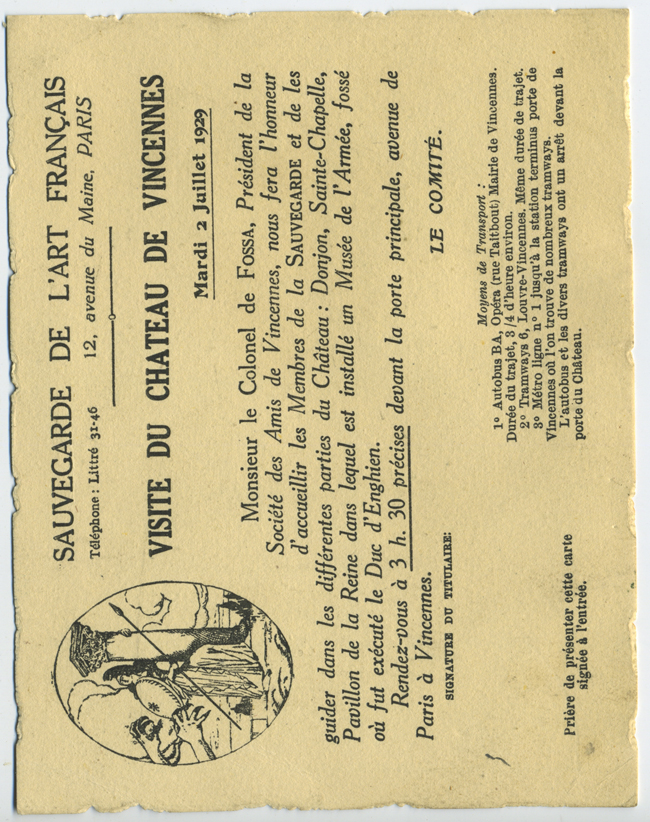 SAUVEGARDE DE L'ART FRANÇAIS
Téléphone : Littré 31-46 12, avenue du Maine, PARIS
VISITE DU CHATEAU DE VINCENNES
Mardi 2 Juillet 1929
Monsieur le Colonel de FOSSA, Président de la
Société des Amis de Vincennes, nous fera l'honneur
d'accueillir les Membres de la SAUVEGARDE et de les
guider dans les différentes parties du Château : Donjon, Sainte-Chapelle,
Pavillon de la Reine dans lequel est installé un Musée de l'Armée, fossé
où fut exécuté le Duc d'Enghien.
Rendez-vous à 3 h. 30 précises devant la porte principale, avenue de
Paris à Vincennes.
LE COMITÉ.
SIGNATURE DU TITULAIRE:
Moyens de Transport :
1º Autobus BA, Opéra (rue Taitbout) Mairie de Vincennes.
Durée du trajet, 3/4 d'heure environ.
2º Tramways 6, Louvre-Vincennes. Même durée de trajet.
3º Métro ligne nº 1 jusqu'à la station terminus porte de
Vincennes où l'on trouve de nombreux tramways.
L'autobus et les divers tramways ont un arrêt devant la
porte du Château.
Prière de présenter cette carte
signée à l'entrée.